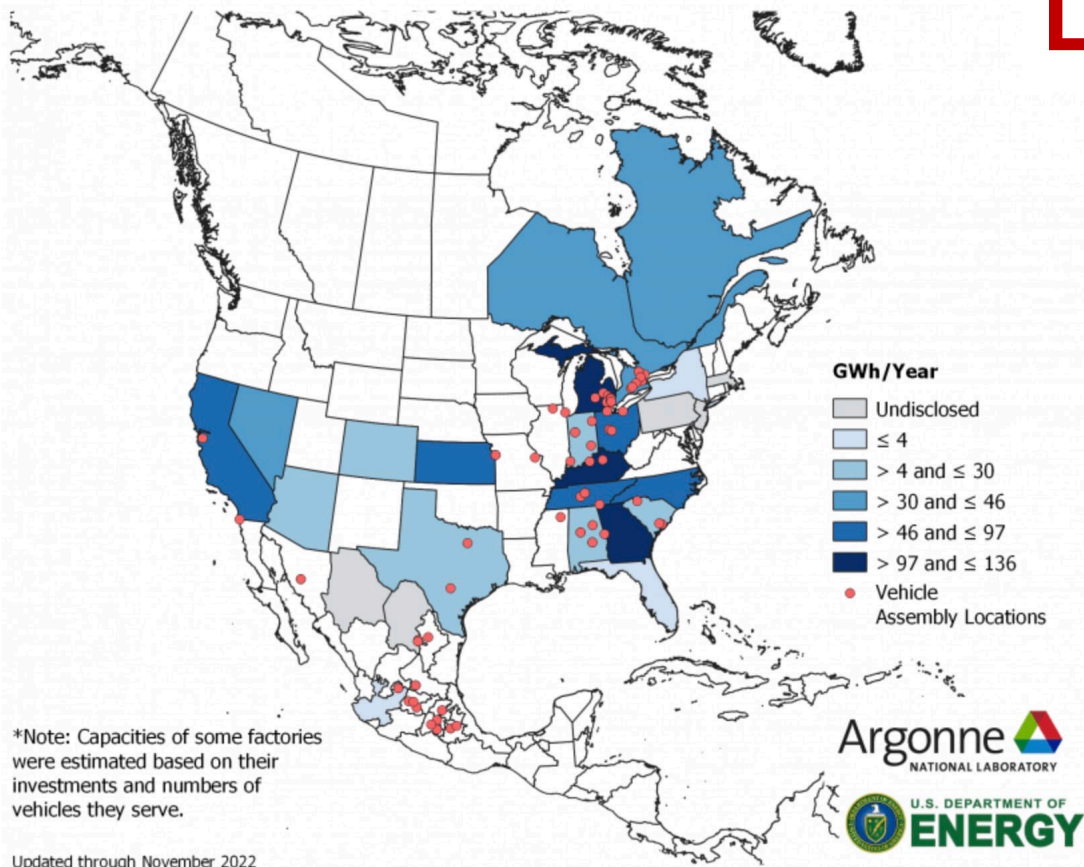 GWh/Year
Undisclosed
≤ 4
> 4 and ≤ 30
> 30 and ≤ 46
> 46 and ≤ 97
> 97 and ≤ 136
Vehicle
Assembly Locations
*Note: Capacities of some factories
were estimated based on their
investments and numbers of
vehicles they serve.
Updated through November 2022
Argonne
NATIONAL LABORATORY
U.S. DEPARTMENT OF
ENERGY